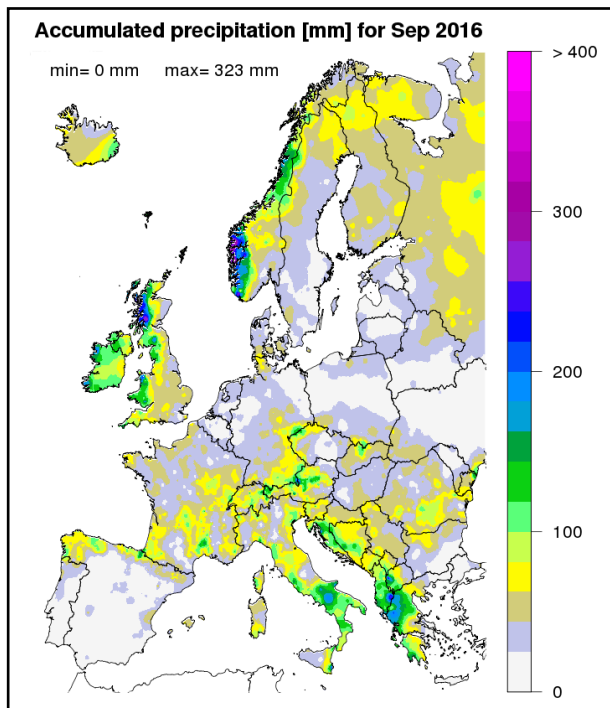 Accumulated precipitation [mm] for Sep 2016
min= 0 mm max= 323 mm
> 400
300
200
100
0